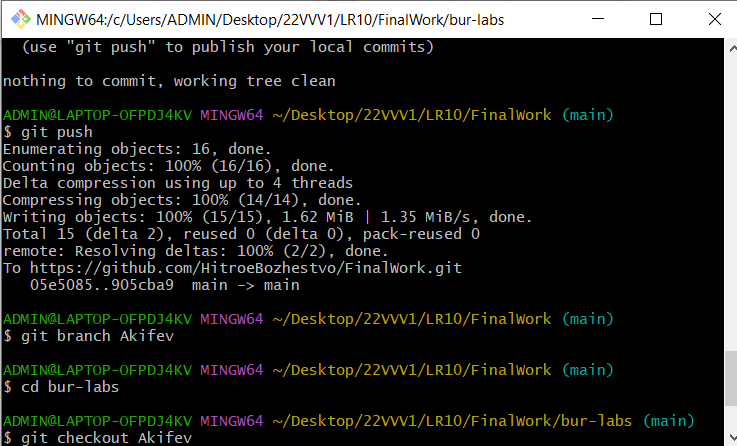 MINGW64:/c/Users/ADMIN/Desktop/22VVV1/LR10/FinalWork/bur-labs
(use "git push" to publish your local commits)
nothing to commit, working tree clean
ADMIN@LAPTOP-OFPDJ4KV MINGW64 ~/Desktop/22VVV1/LR10/FinalWork (main)
$ git push
Enumerating objects: 16, done.
Counting objects: 100% (16/16), done.
Delta compression using up to 4 threads
Compressing objects: 100% (14/14), done.
Writing objects: 100% (15/15), 1.62 MiB | 1.35 MiB/s, done.
Total 15 (delta 2), reused 0 (delta 0), pack-reused 0
remote: Resolving deltas: 100% (2/2), done.
To https://github.com/HitroeBozhestvo/FinalWork.git
05e5085..905cba9  main -> main
ADMIN@LAPTOP-OFPDJ4KV MINGW64 ~/Desktop/22VVV1/LR10/FinalWork (main)
$ git branch Akifev
ADMIN@LAPTOP-OFPDJ4KV MINGW64 ~/Desktop/22VVV1/LR10/FinalWork (main)
$ cd bur-labs
ADMIN@LAPTOP-OFPDJ4KV MINGW64 ~/Desktop/22VVV1/LR10/FinalWork/bur-labs (main)
$ git checkout Akifev